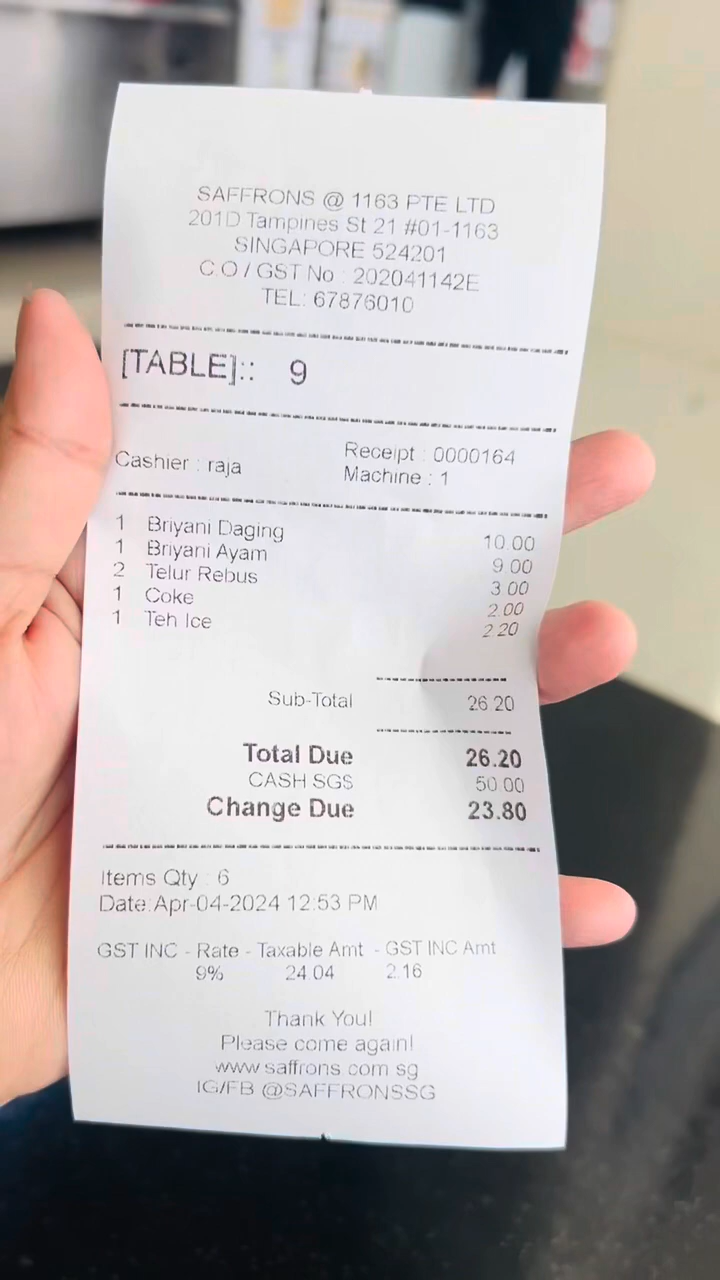 SAFFRONS @ 1163 PTE LTD
201D Tampines St 21 #01-1163
SINGAPORE 524201
C.O / GST No : 202041142E
TEL: 67876010
[TABLE]:: 9
Cashier : raja Receipt : 0000164
Machine : 1
1 Briyani Daging 10.00
1 Briyani Ayam 9.00
2 Telur Rebus 3.00
1 Coke 2.00
1 Teh Ice 2.20
Sub-Total 26.20
Total Due 26.20
CASH SG$ 50.00
Change Due 23.80
Items Qty : 6
Date:Apr-04-2024 12:53 PM
GST INC - Rate - Taxable Amt - GST INC Amt
9% 24.04 2.16
Thank You!
Please come again!
www.saffrons.com.sg
IG/FB @SAFFRONSSG